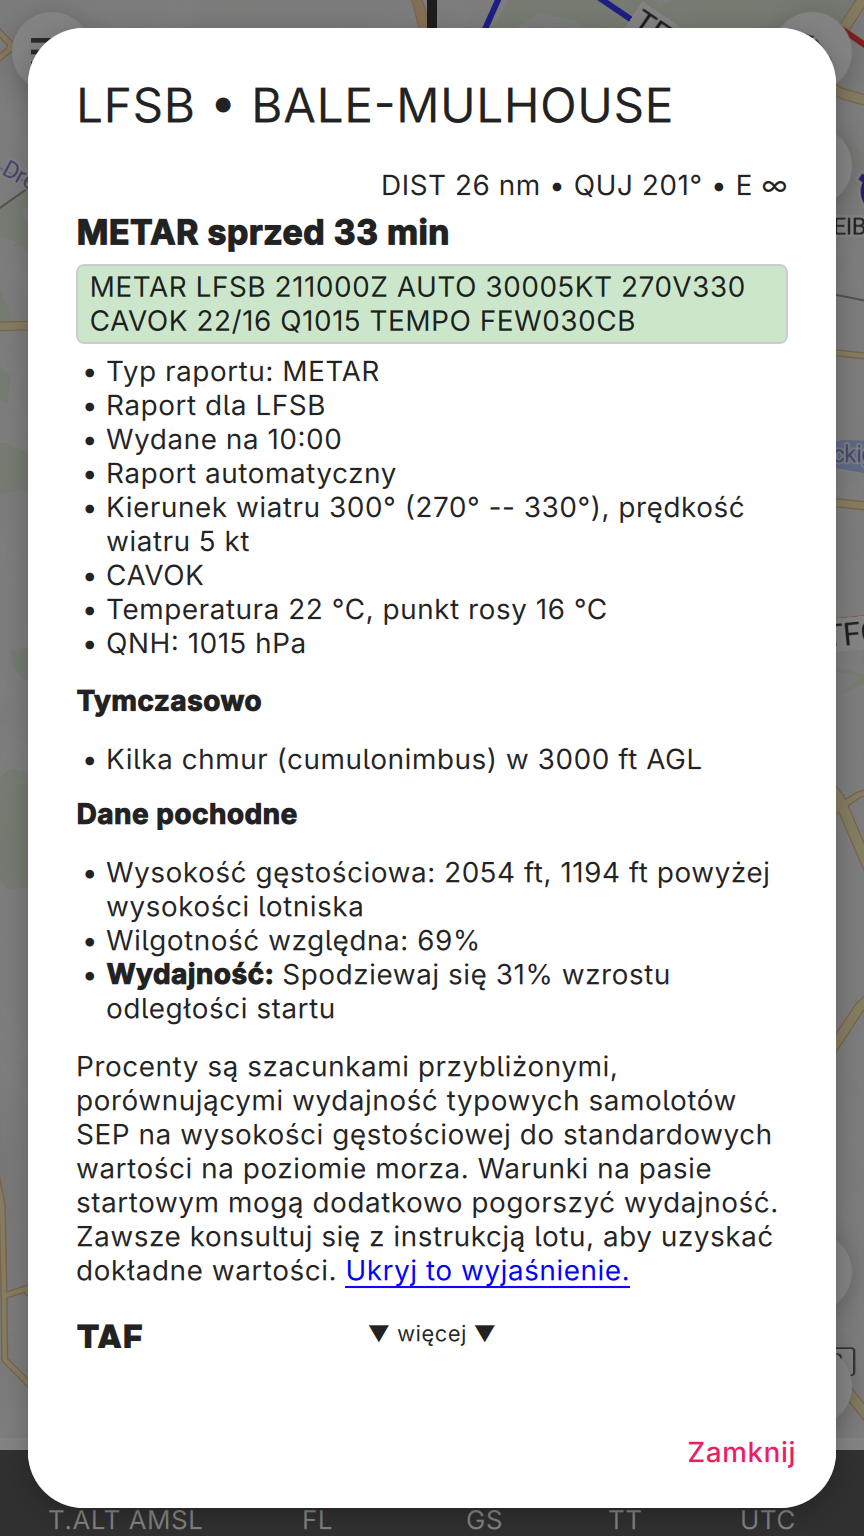 LFSB • BALE-MULHOUSE
DIST 26 nm • QUJ 201° • E ∞
METAR sprzed 33 min
METAR LFSB 211000Z AUTO 30005KT 270V330
CAVOK 22/16 Q1015 TEMPO FEW030CB
• Typ raportu: METAR
• Raport dla LFSB
• Wydane na 10:00
• Raport automatyczny
• Kierunek wiatru 300° (270° -- 330°), prędkość
wiatru 5 kt
• CAVOK
• Temperatura 22 °C, punkt rosy 16 °C
• QNH: 1015 hPa
Tymczasowo
• Kilka chmur (cumulonimbus) w 3000 ft AGL
Dane pochodne
• Wysokość gęstościowa: 2054 ft, 1194 ft powyżej
wysokości lotniska
• Wilgotność względna: 69%
• Wydajność: Spodziewaj się 31% wzrostu
odległości startu
Procenty są szacunkami przybliżonymi,
porównującymi wydajność typowych samolotów
SEP na wysokości gęstościowej do standardowych
wartości na poziomie morza. Warunki na pasie
startowym mogą dodatkowo pogorszyć wydajność.
Zawsze konsultuj się z instrukcją lotu, aby uzyskać
dokładne wartości. Ukryj to wyjaśnienie.
TAF
▼ więcej ▼
Zamknij
T.ALT AMSL FL GS TT UTC